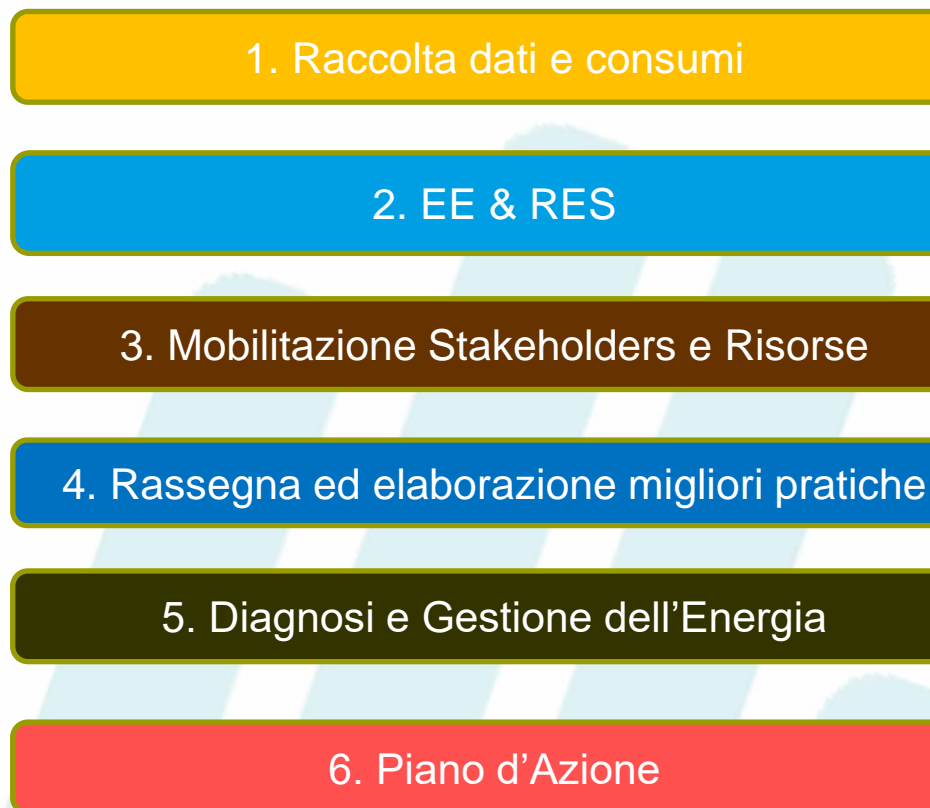 1. Raccolta dati e consumi
2. EE & RES
3. Mobilitazione Stakeholders e Risorse
4. Rassegna ed elaborazione migliori pratiche
5. Diagnosi e Gestione dell’Energia
6. Piano d’Azione